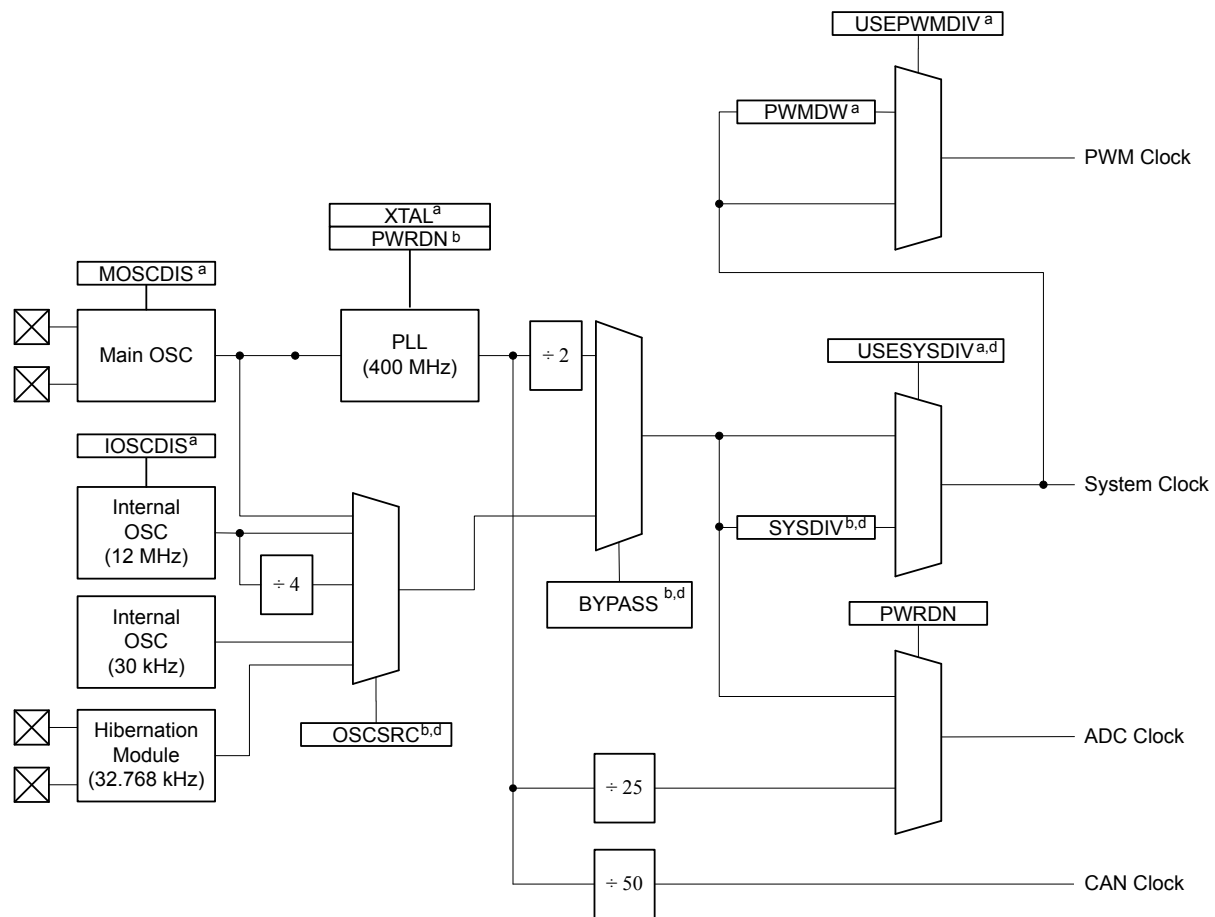 USEPWMDIV a
PWMDW a
PWM Clock
XTAL a
PWRDN b
MOSCDIS a
Main OSC
PLL
(400 MHz)
÷ 2
USESYSDIV a,d
IOSCDIS a
Internal
OSC
(12 MHz)
÷ 4
System Clock
SYSDIV b,d
BYPASS b,d
Internal
OSC
(30 kHz)
PWRDN
OSCSRC b,d
Hibernation
Module
(32.768 kHz)
ADC Clock
÷ 25
÷ 50
CAN Clock